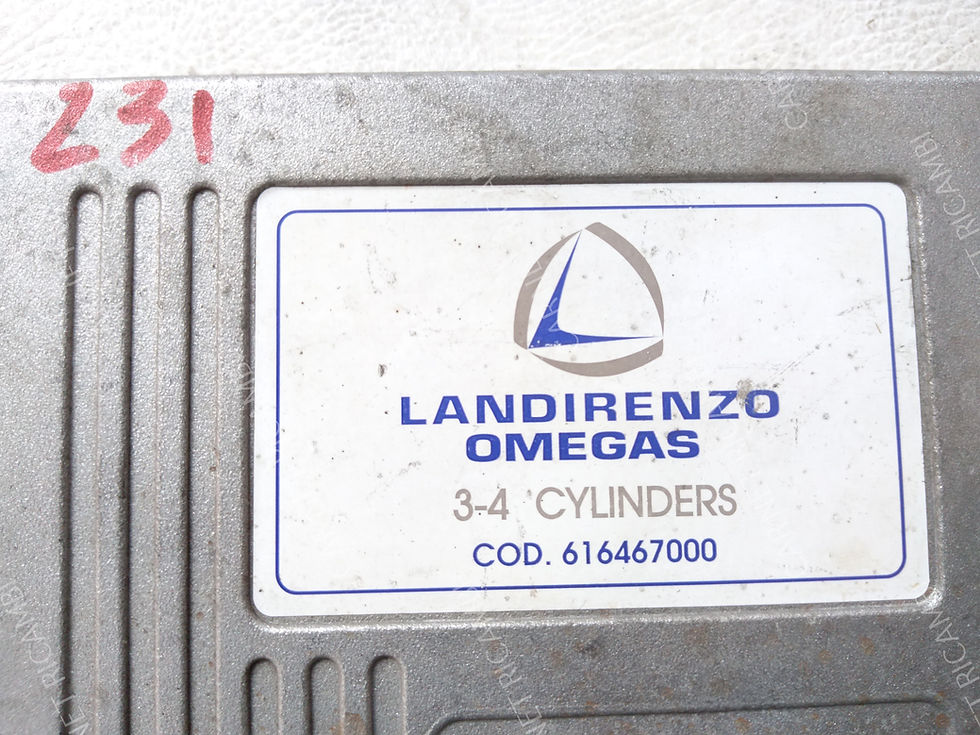 231
LANDIRENZO
OMEGAS
3-4 CYLINDERS
COD. 616467000